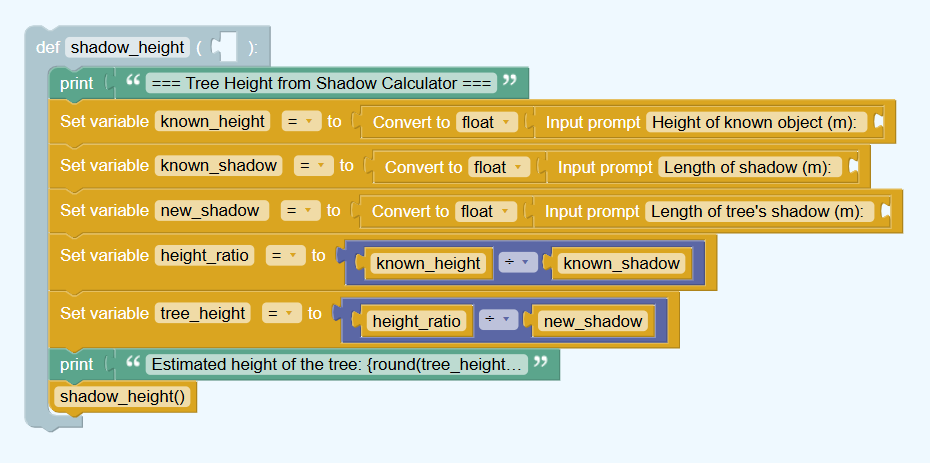 def shadow_height ( ):
print “ === Tree Height from Shadow Calculator === ”
Set variable known_height = to Convert to float Input prompt Height of known object (m):
Set variable known_shadow = to Convert to float Input prompt Length of shadow (m):
Set variable new_shadow = to Convert to float Input prompt Length of tree's shadow (m):
Set variable height_ratio = to known_height ÷ known_shadow
Set variable tree_height = to height_ratio ÷ new_shadow
print “ Estimated height of the tree: {round(tree_height… ”
shadow_height()